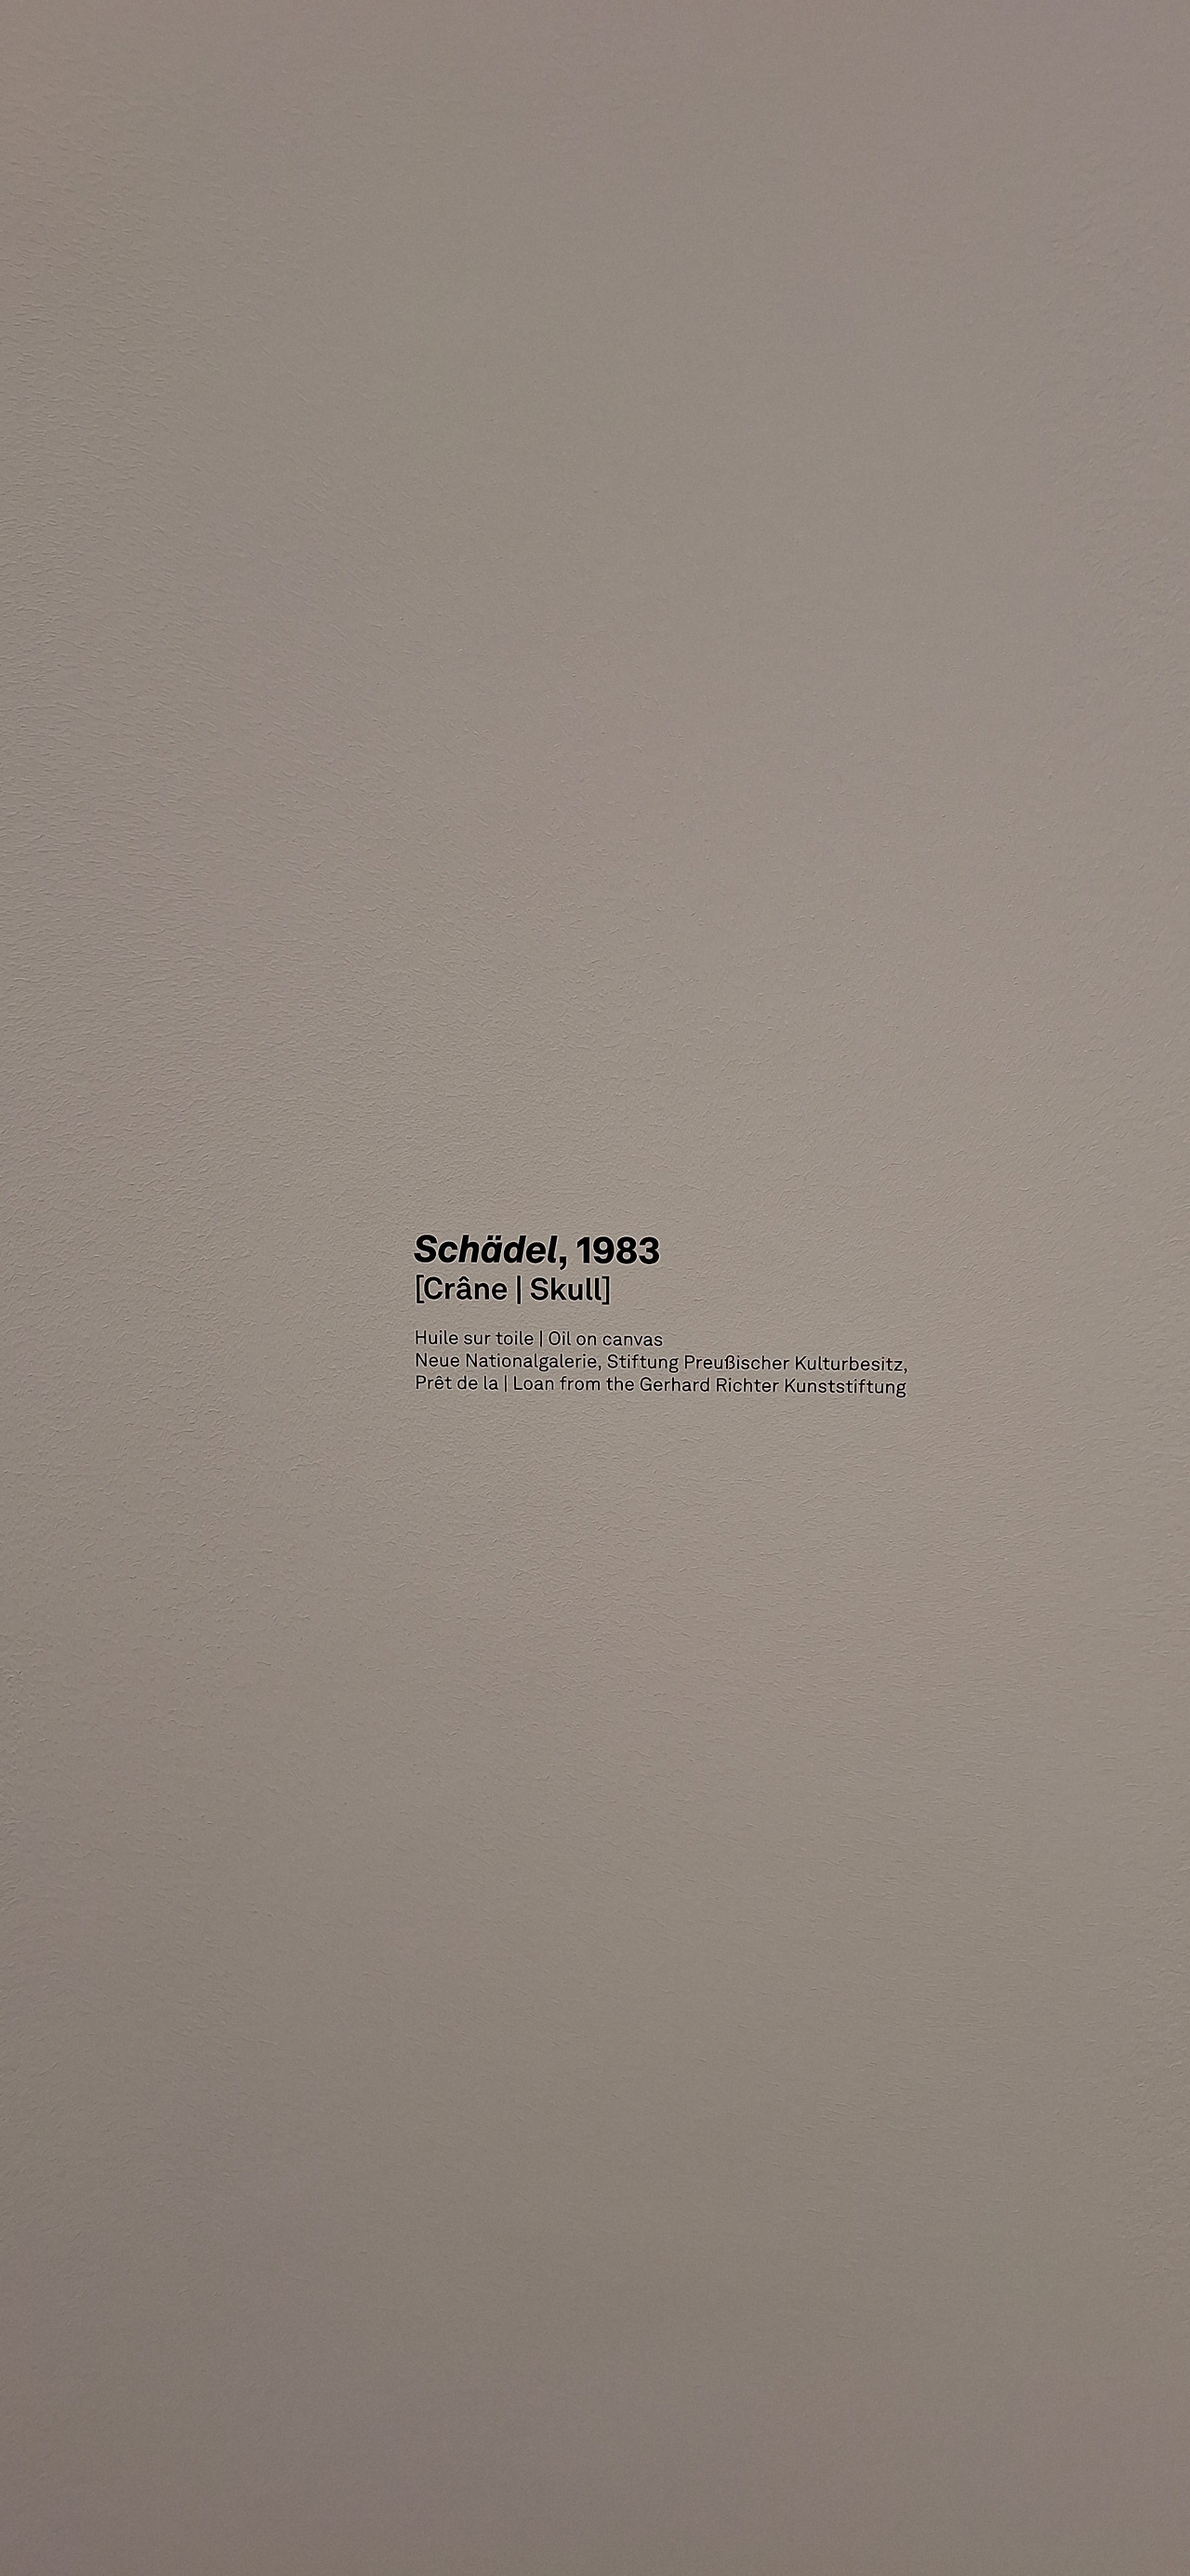 Schädel, 1983
[Crâne | Skull]
Huile sur toile | Oil on canvas
Neue Nationalgalerie, Stiftung Preußischer Kulturbesitz,
Prêt de la | Loan from the Gerhard Richter Kunststiftung